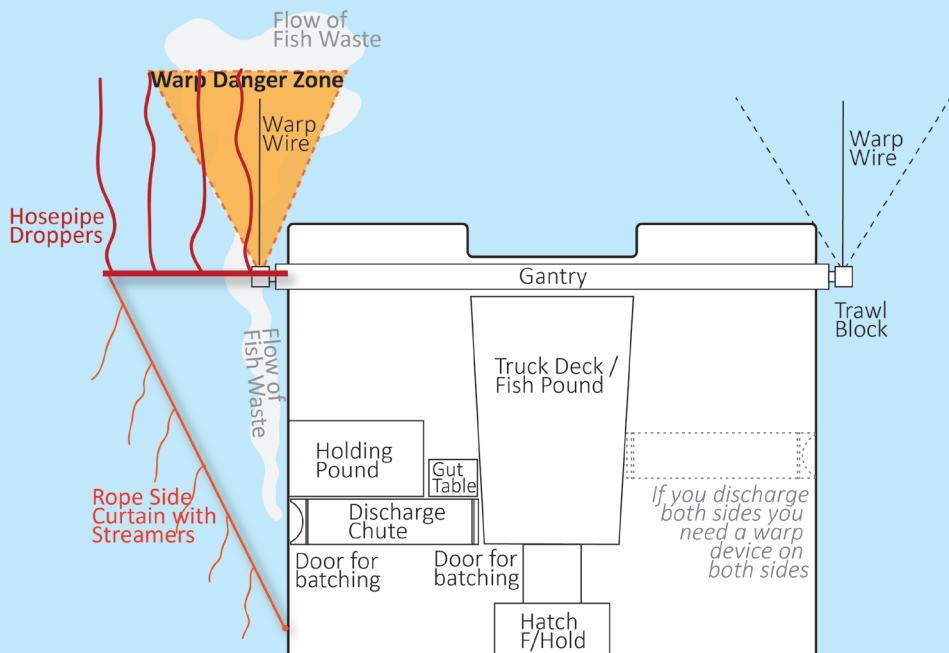 Flow of
Fish Waste
Warp Danger Zone
Warp
Wire
Warp
Wire
Hosepipe
Droppers
Gantry
Trawl
Block
Flow of
Fish Waste
Truck Deck /
Fish Pound
Holding
Pound
Gut
Table
Rope Side
Curtain with
Streamers
Discharge
Chute
If you discharge
both sides you
need a warp
device on
both sides
Door for
batching
Door for
batching
Hatch
F/Hold